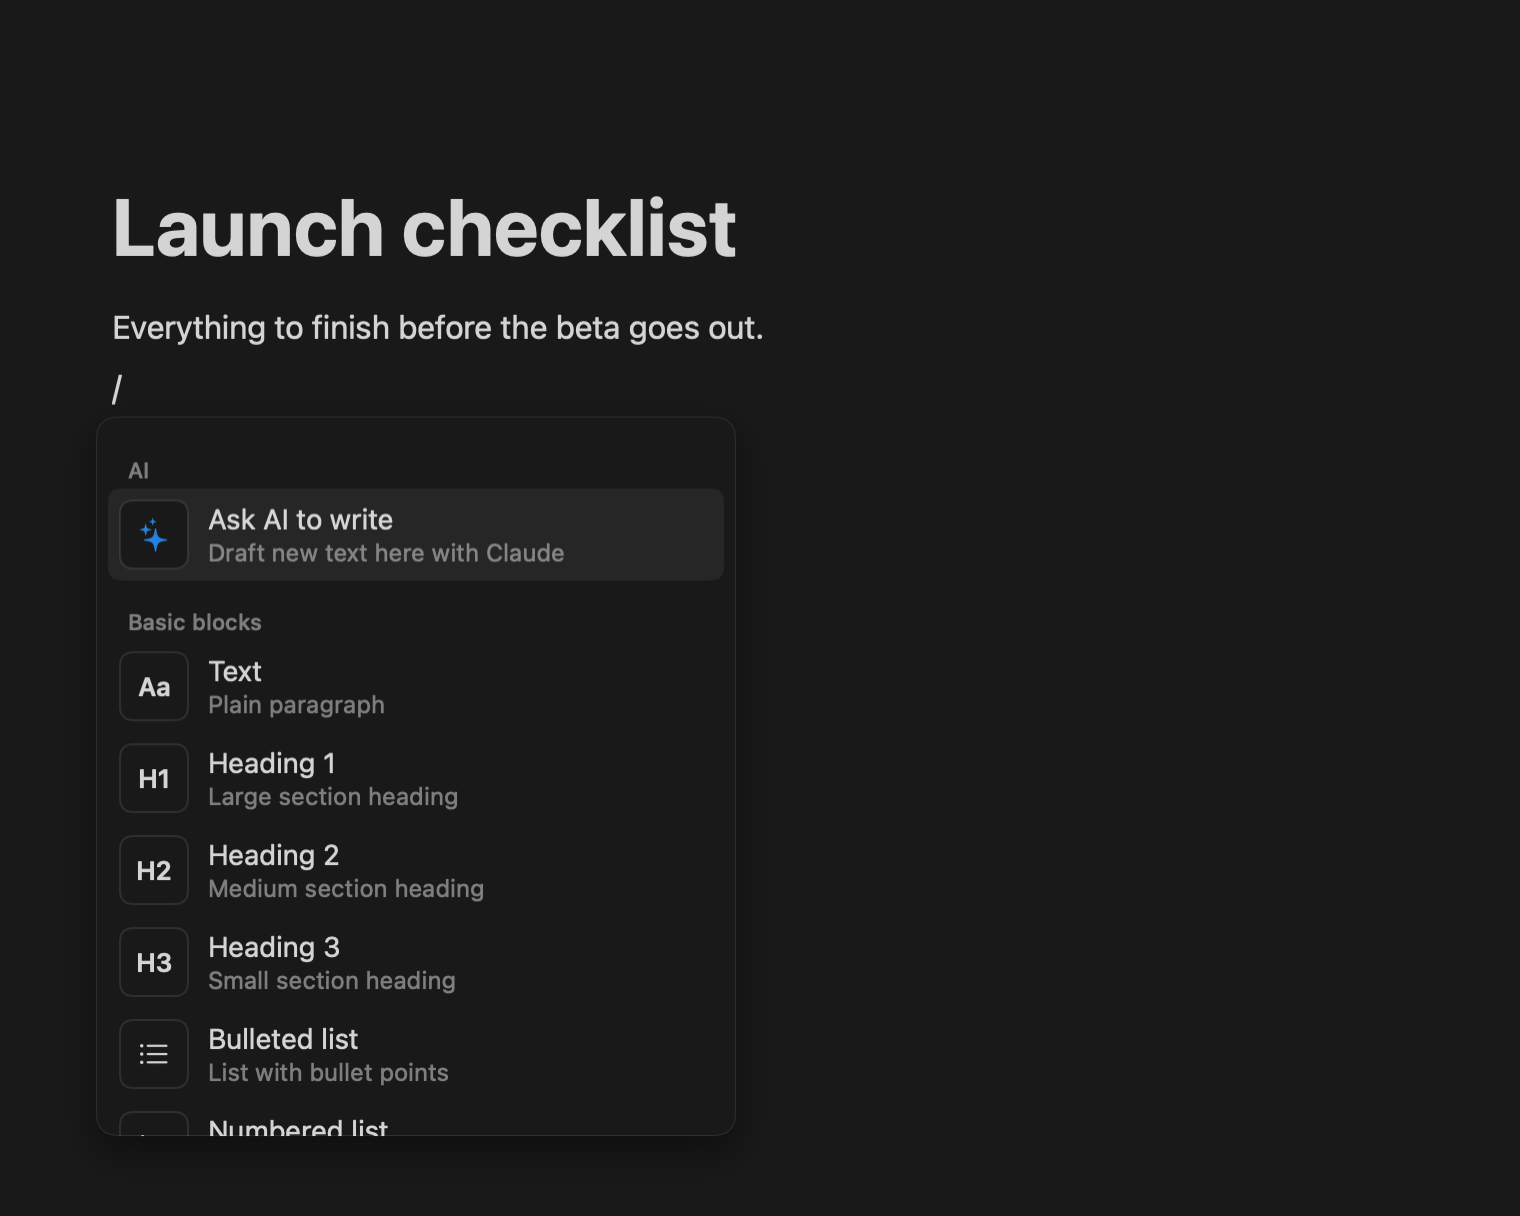 Launch checklist
Everything to finish before the beta goes out.
/
AI
Ask AI to write
Draft new text here with Claude
Basic blocks
Aa
Text
Plain paragraph
H1
Heading 1
Large section heading
H2
Heading 2
Medium section heading
H3
Heading 3
Small section heading
Bulleted list
List with bullet points
Numbered list